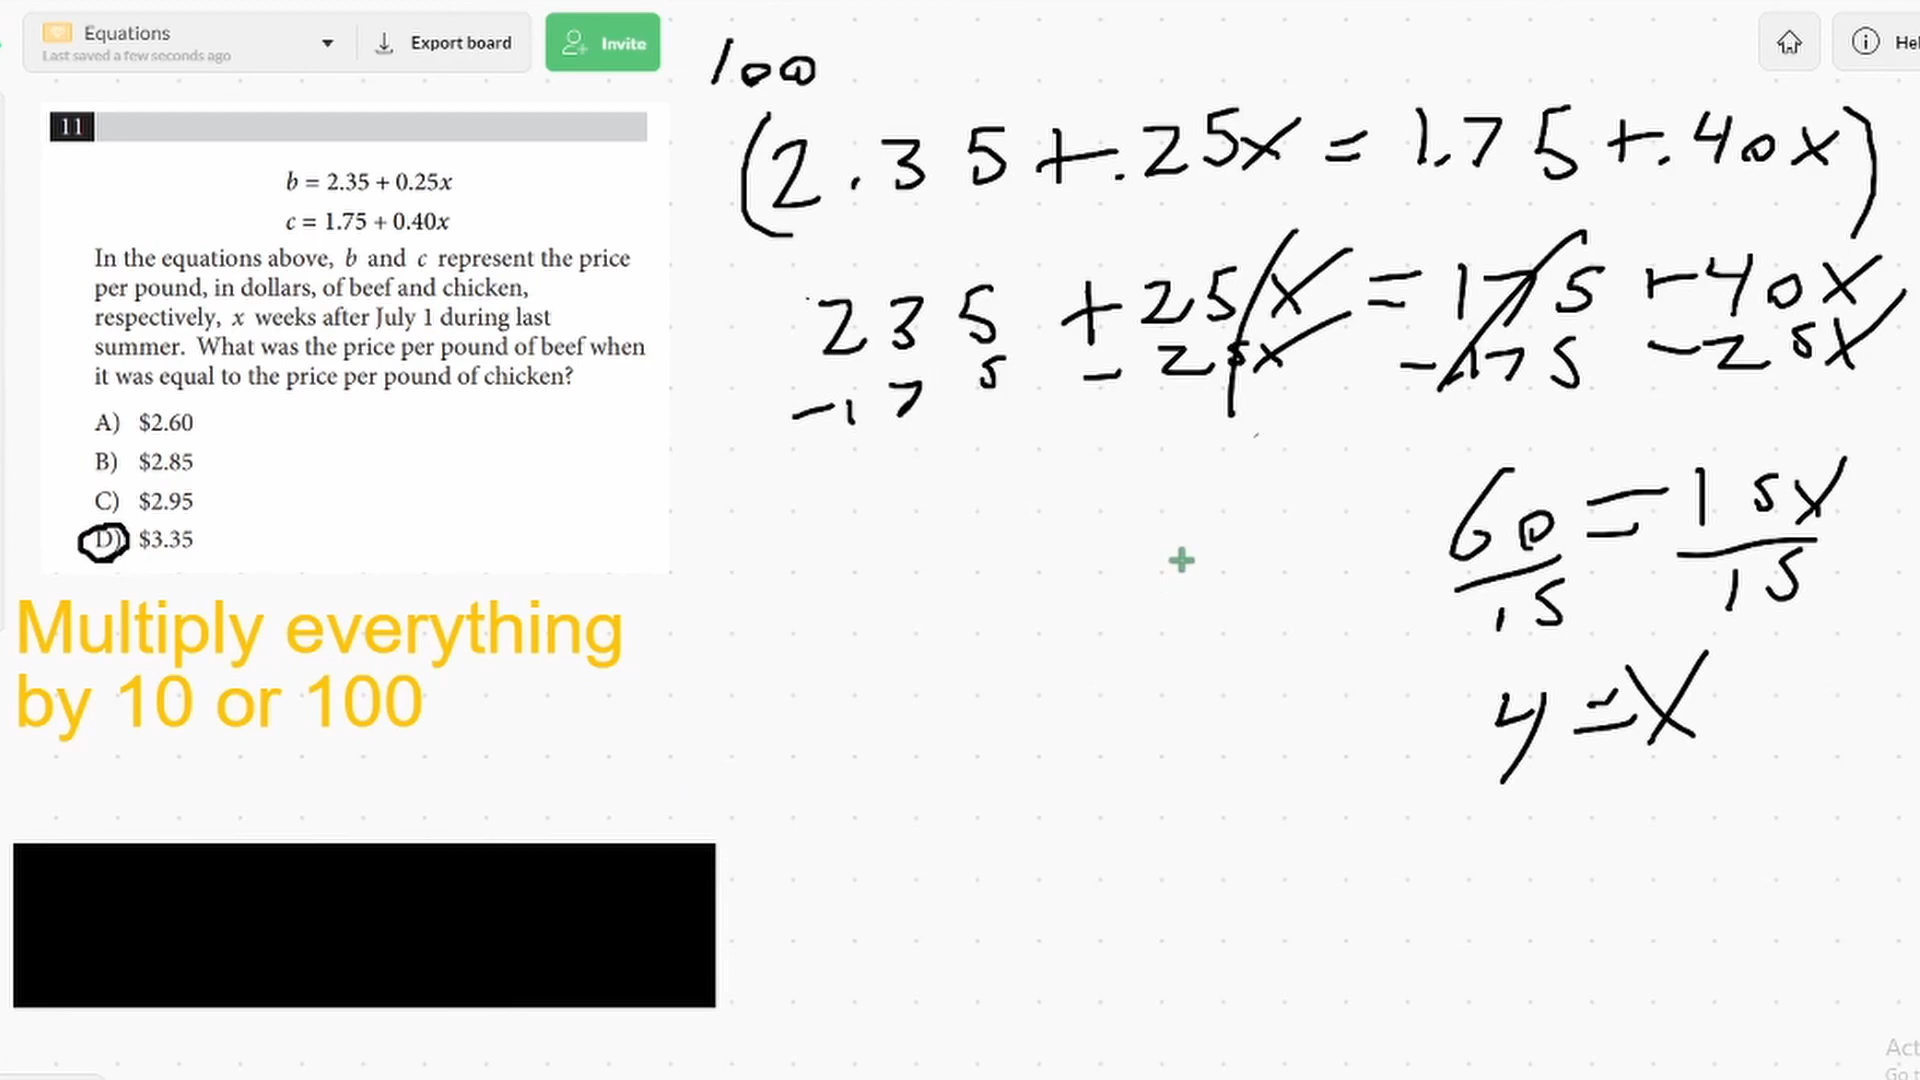 Equations
Last saved a few seconds ago
Export board
Invite
Hel
11
b = 2.35 + 0.25x
c = 1.75 + 0.40x
In the equations above, b and c represent the price
per pound, in dollars, of beef and chicken,
respectively, x weeks after July 1 during last
summer. What was the price per pound of beef when
it was equal to the price per pound of chicken?
A) $2.60
B) $2.85
C) $2.95
D) $3.35
Multiply everything
by 10 or 100
100
(2.35+.25x = 1.75+.40x)
235 +25x = 175 +40x
-175 -25x -175 -25x
60 = 15x
15 15
4 = x
Act
Go t